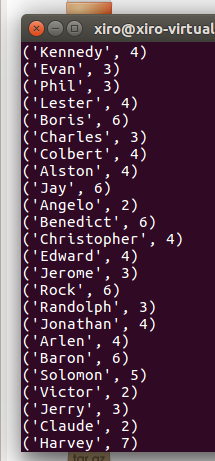 xiro@xiro-virtual
('Kennedy', 4)
('Evan', 3)
('Phil', 3)
('Lester', 4)
('Boris', 6)
('Charles', 3)
('Colbert', 4)
('Alston', 4)
('Jay', 6)
('Angelo', 2)
('Benedict', 6)
('Christopher', 4)
('Edward', 4)
('Jerome', 3)
('Rock', 6)
('Randolph', 3)
('Jonathan', 4)
('Arlen', 4)
('Baron', 6)
('Solomon', 5)
('Victor', 2)
('Jerry', 3)
('Claude', 2)
('Harvey', 7)
tar.gz